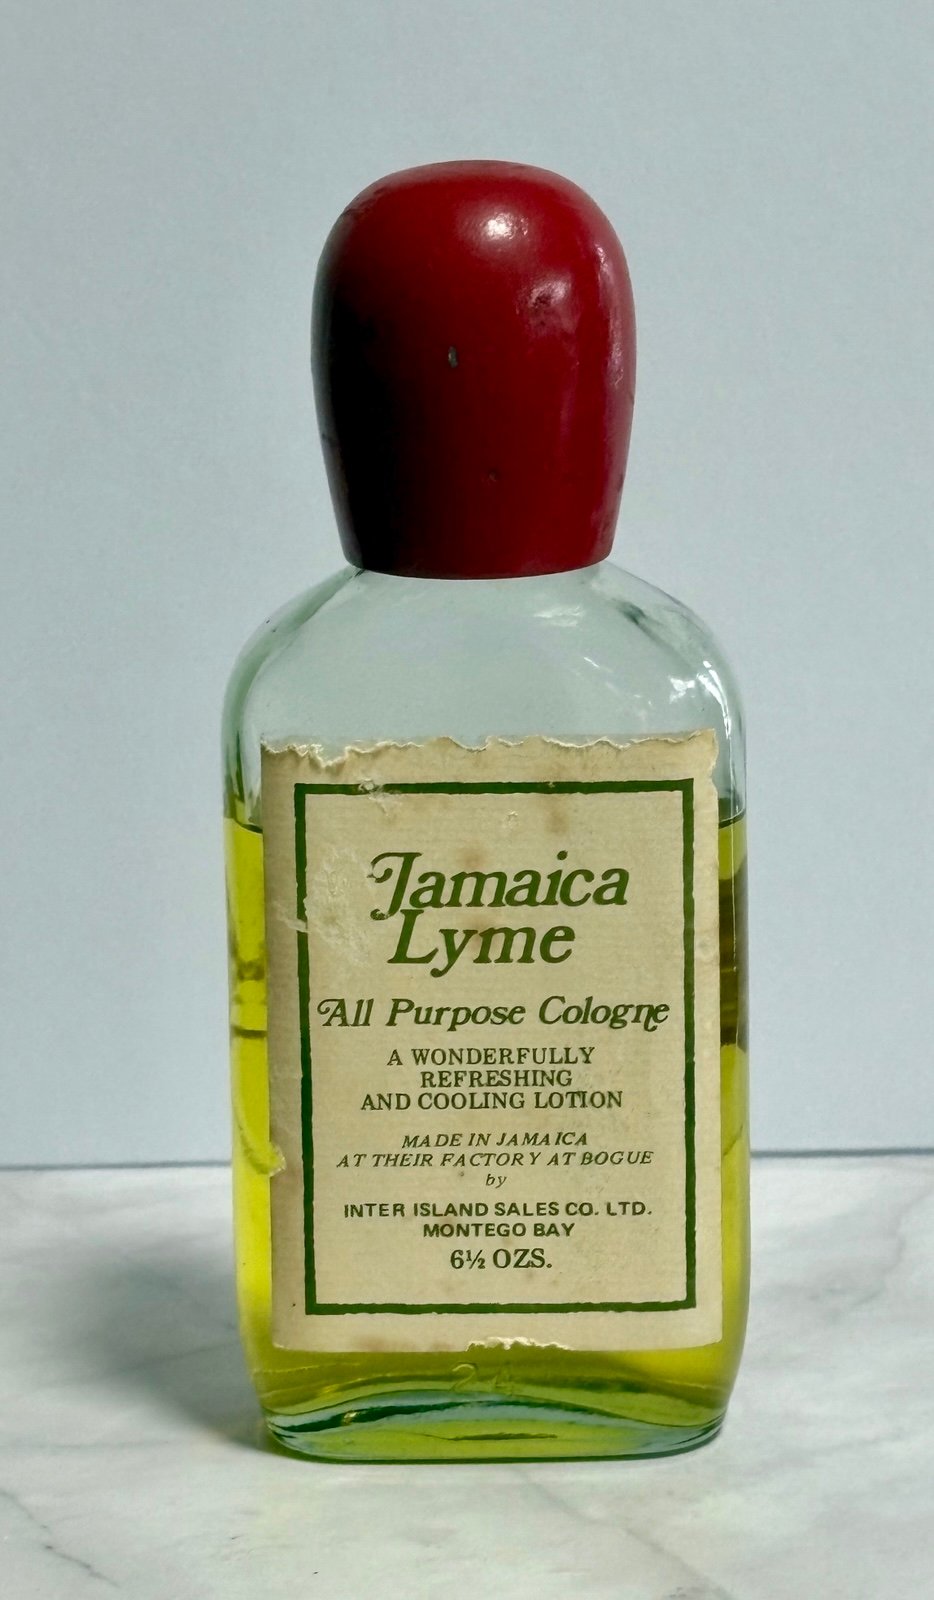 Jamaica
Lyme
All Purpose Cologne
A WONDERFULLY
REFRESHING
AND COOLING LOTION
MADE IN JAMAICA
AT THEIR FACTORY AT BOGUE
by
INTER ISLAND SALES CO. LTD.
MONTEGO BAY
6½ OZS.
24